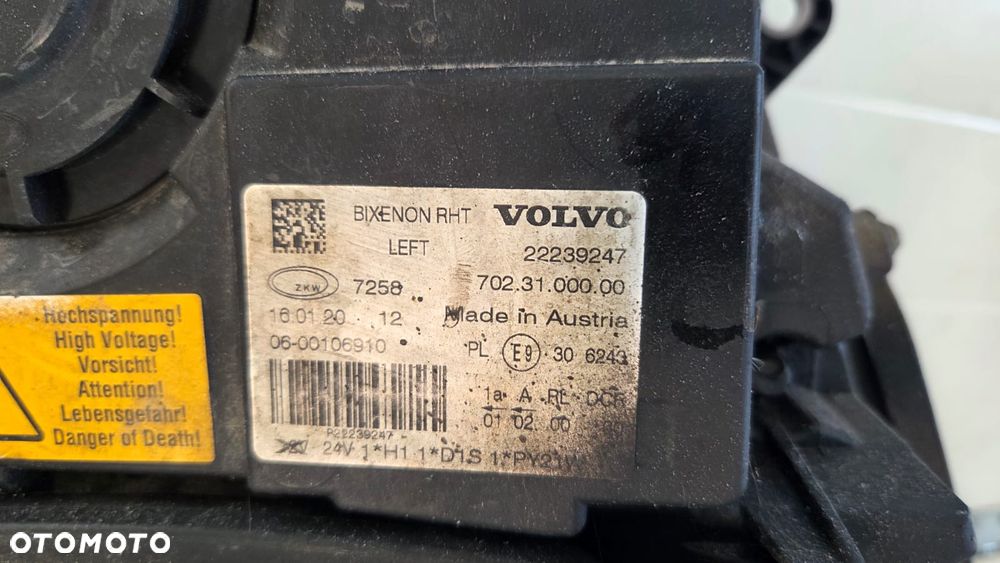 BIXENON RHT VOLVO
LEFT 22239247
ZKW 7258 702.31.000.00
16.01.20 12 Made in Austria
06-00106910 PL E9 30 6243
1a A RL DCR
01 02 00
P22239247
24V 1*H1 1*D1S 1*PY21W
Hochspannung!
High Voltage!
Vorsicht!
Attention!
Lebensgefahr!
Danger of Death!
OTOMOTO